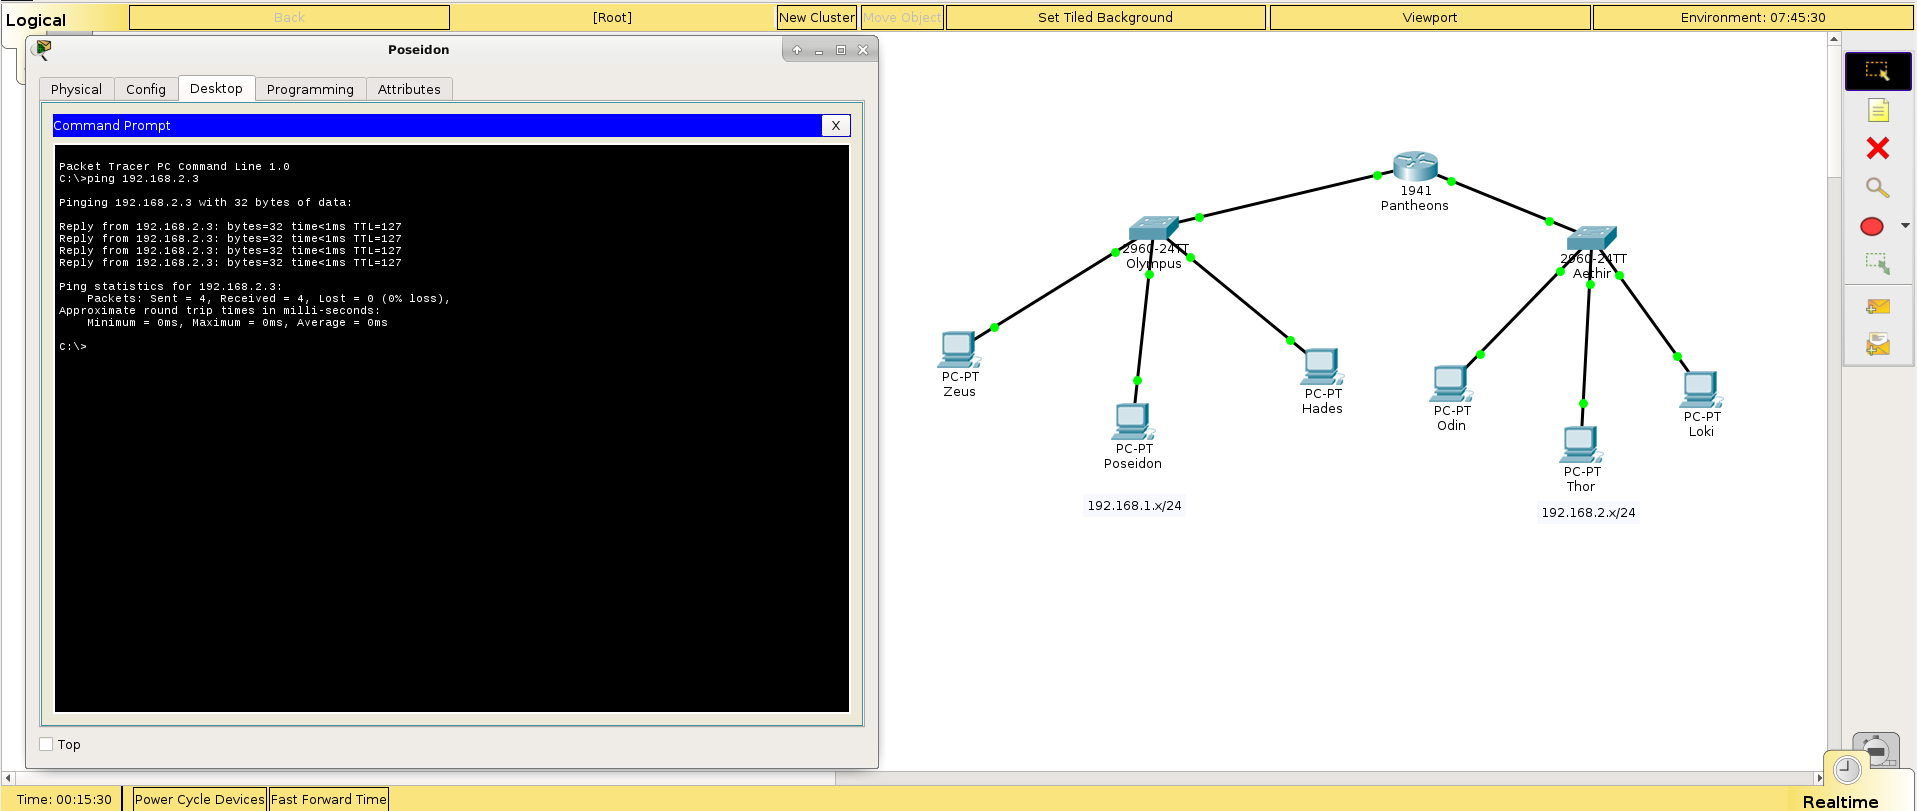 Logical
Back
[Root]
New Cluster
Move Object
Set Tiled Background
Viewport
Environment: 07:45:30
Poseidon
Physical
Config
Desktop
Programming
Attributes
Command Prompt
X
Packet Tracer PC Command Line 1.0
C:\>ping 192.168.2.3
Pinging 192.168.2.3 with 32 bytes of data:
Reply from 192.168.2.3: bytes=32 time<1ms TTL=127
Reply from 192.168.2.3: bytes=32 time<1ms TTL=127
Reply from 192.168.2.3: bytes=32 time<1ms TTL=127
Reply from 192.168.2.3: bytes=32 time<1ms TTL=127
Ping statistics for 192.168.2.3:
Packets: Sent = 4, Received = 4, Lost = 0 (0% loss),
Approximate round trip times in milli-seconds:
Minimum = 0ms, Maximum = 0ms, Average = 0ms
C:\>
Top
1941
Pantheons
2960-24TT
Olympus
2960-24TT
Aethir
PC-PT
Zeus
PC-PT
Poseidon
PC-PT
Hades
PC-PT
Odin
PC-PT
Thor
PC-PT
Loki
192.168.1.x/24
192.168.2.x/24
Time: 00:15:30
Power Cycle Devices
Fast Forward Time
Realtime